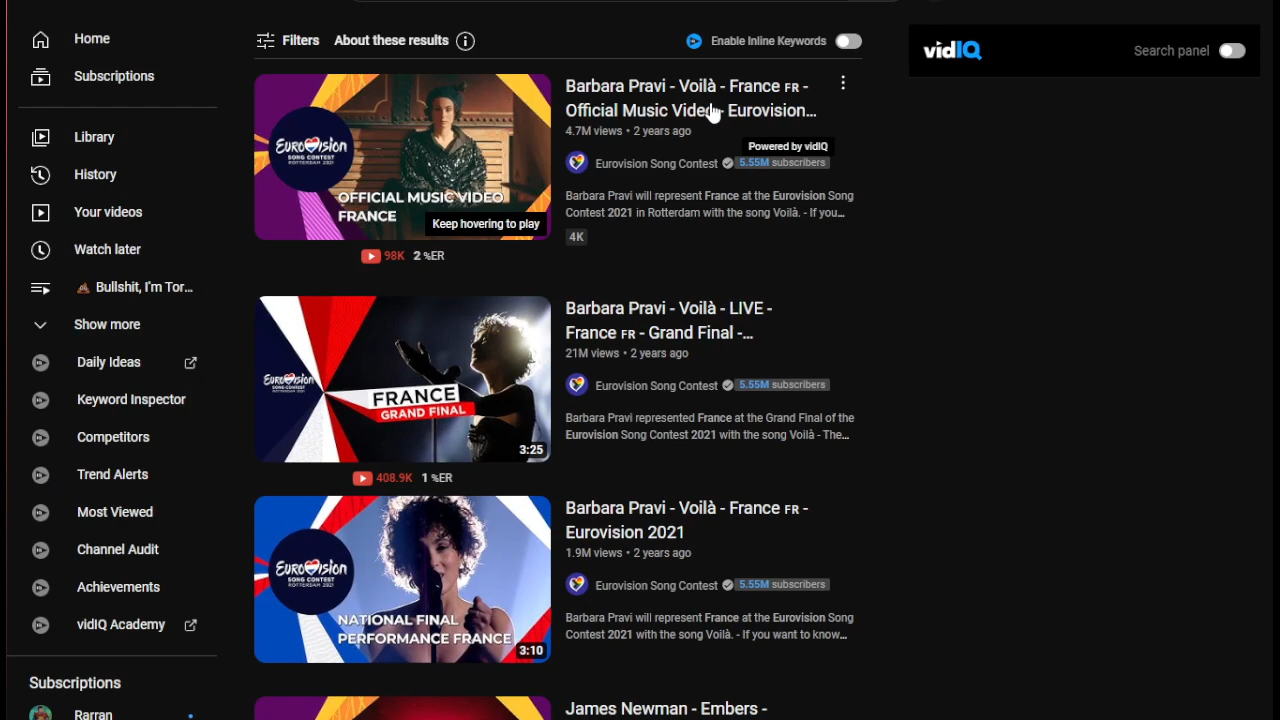 Home
Subscriptions
Library
History
Your videos
Watch later
💩 Bullshit, I'm Tor...
Show more
Daily Ideas
Keyword Inspector
Competitors
Trend Alerts
Most Viewed
Channel Audit
Achievements
vidIQ Academy
Subscriptions
Rarran
Filters
About these results
Enable Inline Keywords
EUROVISION
SONG CONTEST
ROTTERDAM 2021
OFFICIAL MUSIC VIDEO
FRANCE
Keep hovering to play
98K 2 %ER
Barbara Pravi - Voilà - France FR -
Official Music Video - Eurovision...
4.7M views • 2 years ago
Powered by vidIQ
Eurovision Song Contest 5.55M subscribers
Barbara Pravi will represent France at the Eurovision Song
Contest 2021 in Rotterdam with the song Voilà. - If you...
4K
EUROVISION
SONG CONTEST
ROTTERDAM 2021
FRANCE
GRAND FINAL
3:25
408.9K 1 %ER
Barbara Pravi - Voilà - LIVE -
France FR - Grand Final -...
21M views • 2 years ago
Eurovision Song Contest 5.55M subscribers
Barbara Pravi represented France at the Grand Final of the
Eurovision Song Contest 2021 with the song Voilà - The...
EUROVISION
SONG CONTEST
ROTTERDAM 2021
NATIONAL FINAL
PERFORMANCE FRANCE
3:10
Barbara Pravi - Voilà - France FR -
Eurovision 2021
1.9M views • 2 years ago
Eurovision Song Contest 5.55M subscribers
Barbara Pravi will represent France at the Eurovision Song
Contest 2021 with the song Voilà. - If you want to know...
James Newman - Embers -
vidIQ
Search panel